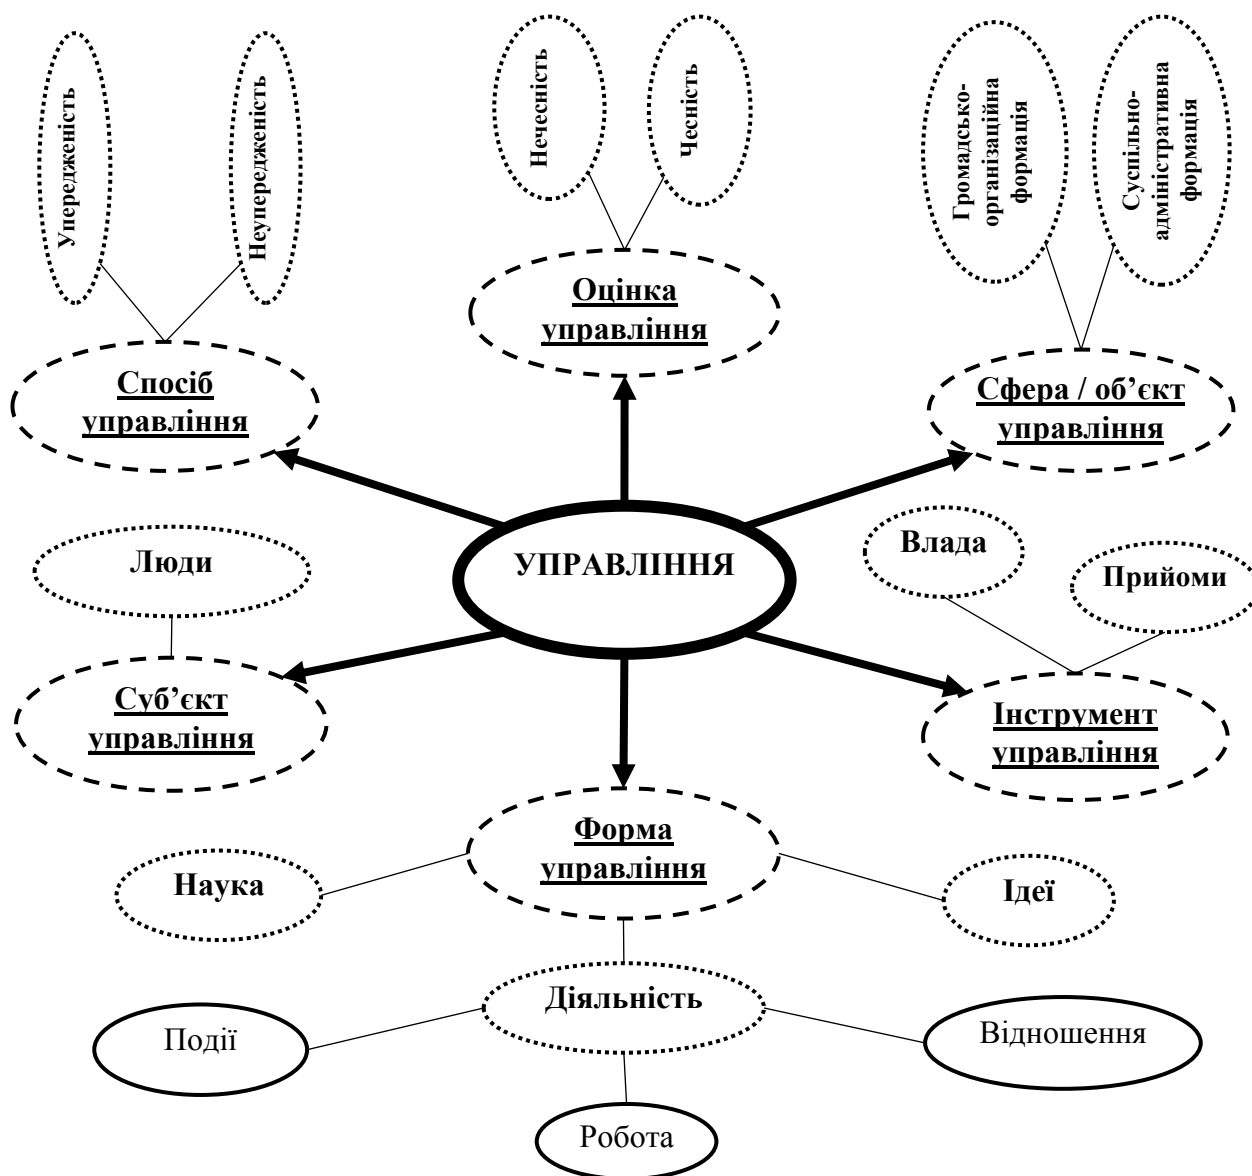 Упередженість
Неупередженість
Нечесність
Чесність
Громадсько-
організаційна
формація
Суспільно-
адміністративна
формація
Оцінка
управління
Спосіб
управління
Сфера / об’єкт
управління
УПРАВЛІННЯ
Люди
Влада
Прийоми
Суб’єкт
управління
Інструмент
управління
Форма
управління
Наука
Ідеї
Діяльність
Події
Відношення
Робота